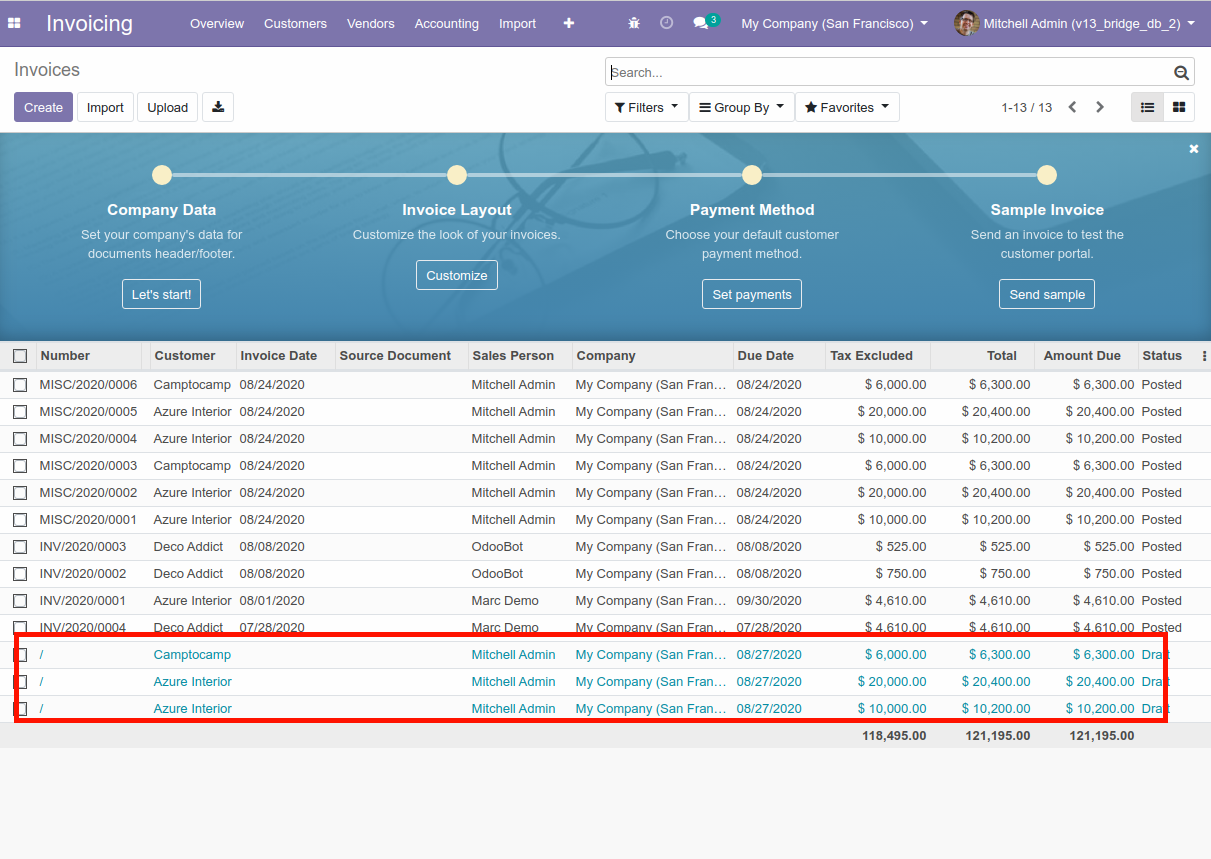 Invoicing Overview Customers Vendors Accounting Import 3 My Company (San Francisco) Mitchell Admin (v13_bridge_db_2)
Invoices
Search...
Create Import Upload Filters Group By Favorites 1-13 / 13
Company Data
Set your company's data for
documents header/footer.
Let's start!
Invoice Layout
Customize the look of your invoices.
Customize
Payment Method
Choose your default customer
payment method.
Set payments
Sample Invoice
Send an invoice to test the
customer portal.
Send sample
Number Customer Invoice Date Source Document Sales Person Company Due Date Tax Excluded Total Amount Due Status
MISC/2020/0006 Camptocamp 08/24/2020 Mitchell Admin My Company (San Fran... 08/24/2020 $ 6,000.00 $ 6,300.00 $ 6,300.00 Posted
MISC/2020/0005 Azure Interior 08/24/2020 Mitchell Admin My Company (San Fran... 08/24/2020 $ 20,000.00 $ 20,400.00 $ 20,400.00 Posted
MISC/2020/0004 Azure Interior 08/24/2020 Mitchell Admin My Company (San Fran... 08/24/2020 $ 10,000.00 $ 10,200.00 $ 10,200.00 Posted
MISC/2020/0003 Camptocamp 08/24/2020 Mitchell Admin My Company (San Fran... 08/24/2020 $ 6,000.00 $ 6,300.00 $ 6,300.00 Posted
MISC/2020/0002 Azure Interior 08/24/2020 Mitchell Admin My Company (San Fran... 08/24/2020 $ 20,000.00 $ 20,400.00 $ 20,400.00 Posted
MISC/2020/0001 Azure Interior 08/24/2020 Mitchell Admin My Company (San Fran... 08/24/2020 $ 10,000.00 $ 10,200.00 $ 10,200.00 Posted
INV/2020/0003 Deco Addict 08/08/2020 OdooBot My Company (San Fran... 08/08/2020 $ 525.00 $ 525.00 $ 525.00 Posted
INV/2020/0002 Deco Addict 08/08/2020 OdooBot My Company (San Fran... 08/08/2020 $ 750.00 $ 750.00 $ 750.00 Posted
INV/2020/0001 Azure Interior 08/01/2020 Marc Demo My Company (San Fran... 09/30/2020 $ 4,610.00 $ 4,610.00 $ 4,610.00 Posted
INV/2020/0004 Deco Addict 07/28/2020 Marc Demo My Company (San Fran... 07/28/2020 $ 4,610.00 $ 4,610.00 $ 4,610.00 Posted
/ Camptocamp Mitchell Admin My Company (San Fran... 08/27/2020 $ 6,000.00 $ 6,300.00 $ 6,300.00 Draft
/ Azure Interior Mitchell Admin My Company (San Fran... 08/27/2020 $ 20,000.00 $ 20,400.00 $ 20,400.00 Draft
/ Azure Interior Mitchell Admin My Company (San Fran... 08/27/2020 $ 10,000.00 $ 10,200.00 $ 10,200.00 Draft
118,495.00 121,195.00 121,195.00